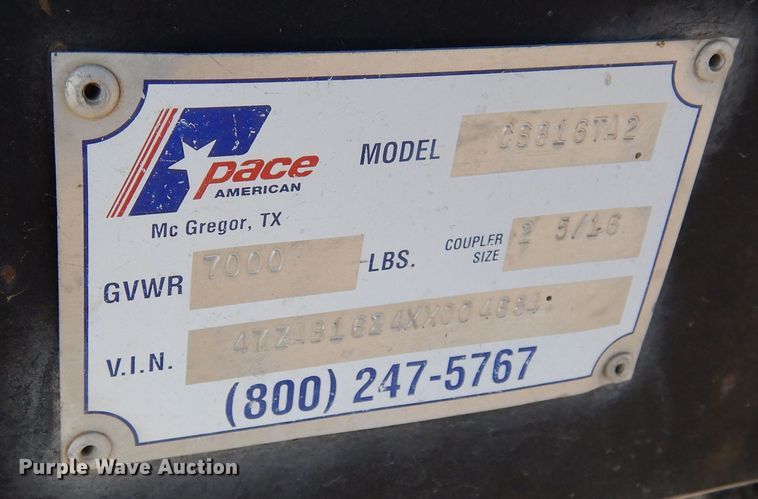 pace
AMERICAN
Mc Gregor, TX
MODEL CS816TA2
GVWR 7000 LBS.
COUPLER SIZE 2 5/16
V.I.N.
(800) 247-5767
Purple Wave Auction